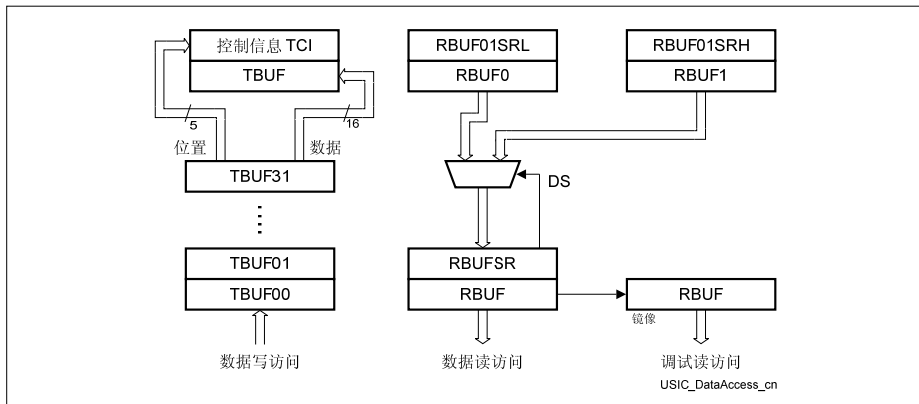 控制信息 TCI
TBUF
5
16
位置
数据
TBUF31
TBUF01
TBUF00
数据写访问
RBUF01SRL
RBUF0
RBUF01SRH
RBUF1
DS
RBUFSR
RBUF
数据读访问
RBUF
镜像
调试读访问
USIC_DataAccess_cn